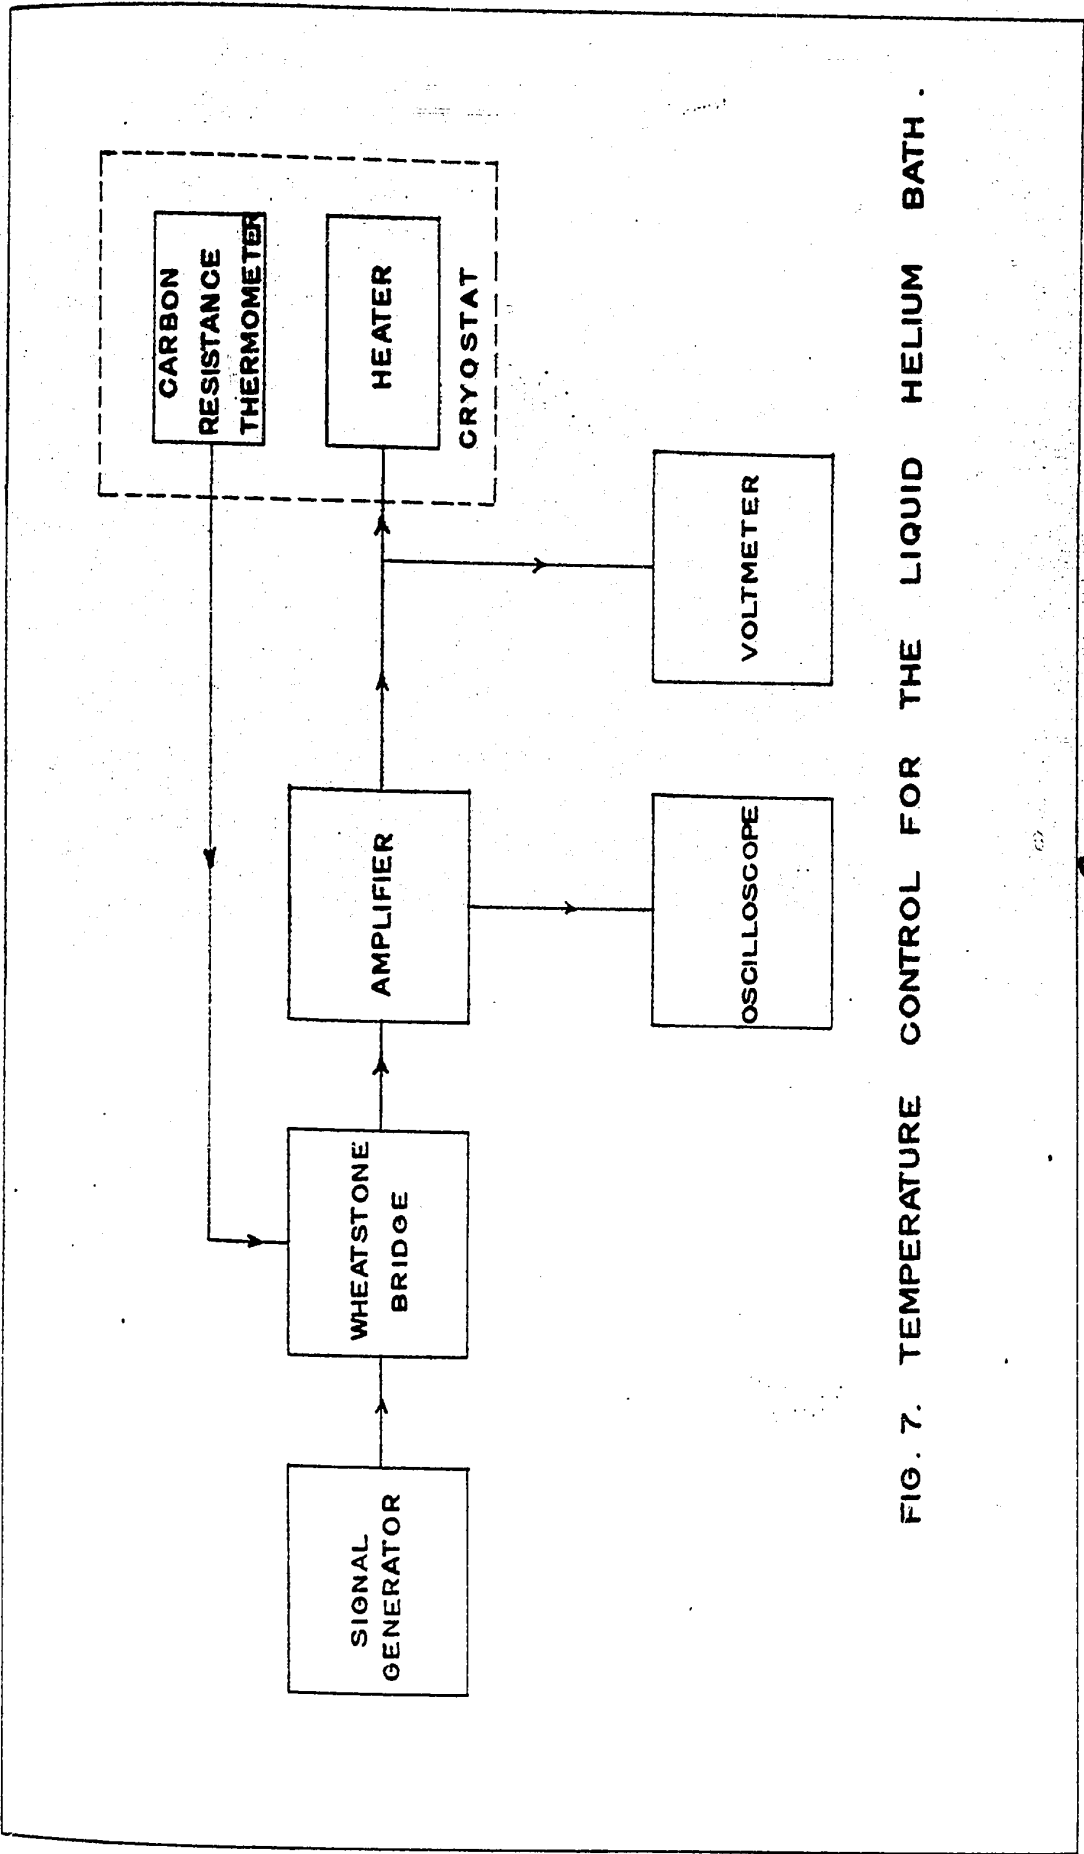 CARBON
RESISTANCE
THERMOMETER
HEATER
CRYOSTAT
SIGNAL
GENERATOR
WHEATSTONE
BRIDGE
AMPLIFIER
OSCILLOSCOPE
VOLTMETER
FIG. 7. TEMPERATURE CONTROL FOR THE LIQUID HELIUM BATH.